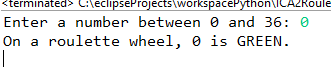 <terminated> C:\eclipseProjects\workspacePython\ICA2Roule
Enter a number between 0 and 36: 0
On a roulette wheel, 0 is GREEN.